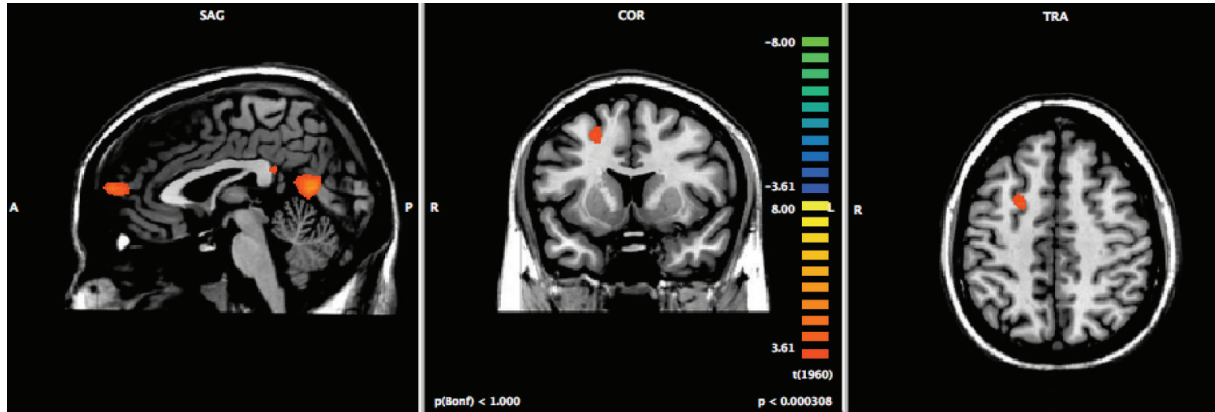 SAG
A
P
COR
R
L
-8.00
-3.61
8.00
3.61
t(1960)
p(Bonf) < 1.000
p < 0.000308
TRA
R